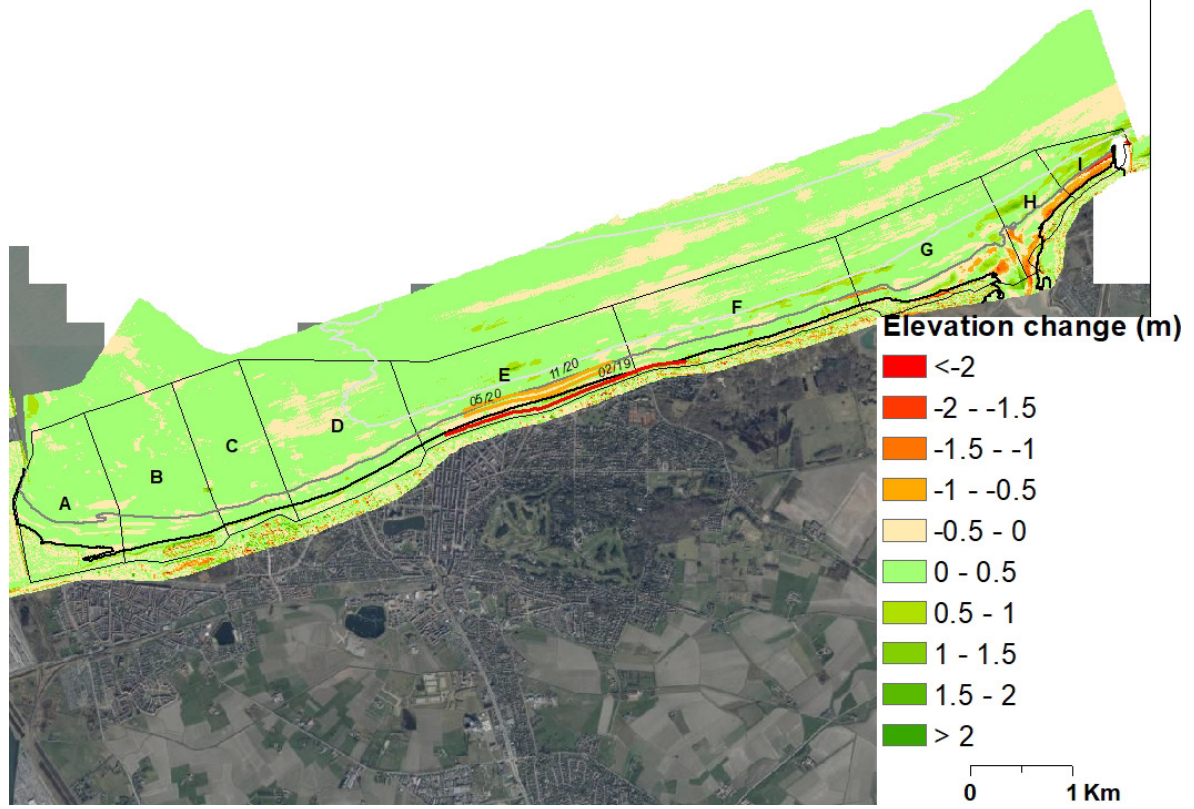 I
H
G
F
E
11/20
02/19
05/20
D
C
B
A
Elevation change (m)
<-2
-2 - -1.5
-1.5 - -1
-1 - -0.5
-0.5 - 0
0 - 0.5
0.5 - 1
1 - 1.5
1.5 - 2
> 2
0 1 Km